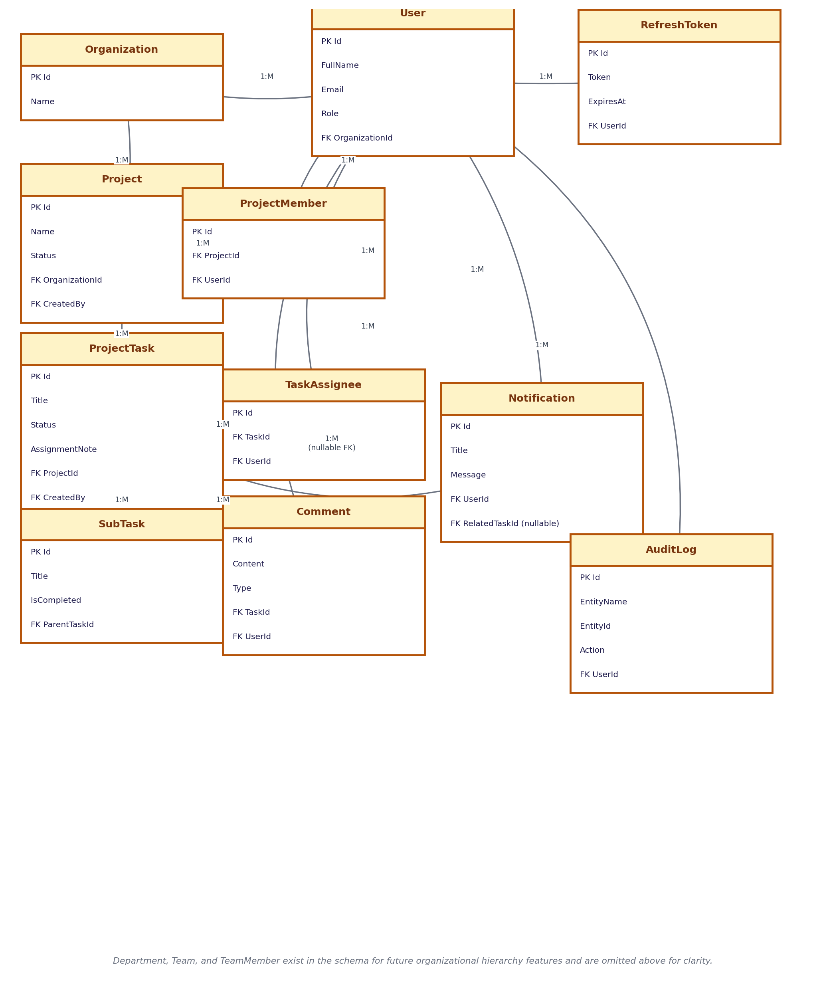 User
PK Id
FullName
Email
Role
FK OrganizationId
RefreshToken
PK Id
Token
ExpiresAt
FK UserId
Organization
PK Id
Name
1:M
1:M
1:M
1:M
Project
PK Id
Name
Status
FK OrganizationId
FK CreatedBy
ProjectMember
PK Id
1:M
FK ProjectId
FK UserId
1:M
1:M
1:M
1:M
1:M
ProjectTask
PK Id
Title
Status
AssignmentNote
FK ProjectId
FK CreatedBy
TaskAssignee
PK Id
FK TaskId
FK UserId
1:M
1:M
(nullable FK)
Notification
PK Id
Title
Message
FK UserId
FK RelatedTaskId (nullable)
1:M
1:M
SubTask
PK Id
Title
IsCompleted
FK ParentTaskId
Comment
PK Id
Content
Type
FK TaskId
FK UserId
AuditLog
PK Id
EntityName
EntityId
Action
FK UserId
Department, Team, and TeamMember exist in the schema for future organizational hierarchy features and are omitted above for clarity.